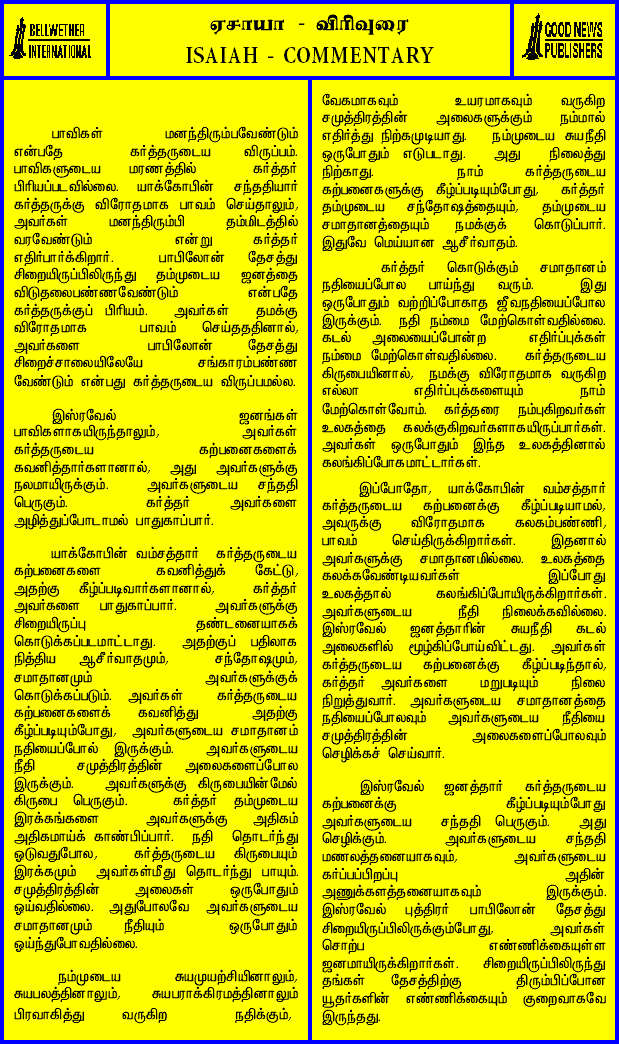 BELLWETHER
INTERNATIONAL
ஏசாயா - விரிவுரை
ISAIAH - COMMENTARY
GOOD NEWS
PUBLISHERS
பாவிகள் மனந்திரும்பவேண்டும்
என்பதே கர்த்தருடைய விருப்பம்.
பாவிகளுடைய மரணத்தில் கர்த்தர்
பிரியப்படவில்லை. யாக்கோபின் சந்ததியார்
கர்த்தருக்கு விரோதமாக பாவம் செய்தாலும்,
அவர்கள் மனந்திரும்பி தம்மிடத்தில்
வரவேண்டும் என்று கர்த்தர்
எதிர்பார்க்கிறார். பாபிலோன் தேசத்து
சிறையிருப்பிலிருந்து தம்முடைய ஜனத்தை
விடுதலைபண்ணவேண்டும் என்பதே
கர்த்தருக்குப் பிரியம். அவர்கள் தமக்கு
விரோதமாக பாவம் செய்ததினால்,
அவர்களை பாபிலோன் தேசத்து
சிறைச்சாலையிலேயே சங்காரம்பண்ண
வேண்டும் என்பது கர்த்தருடைய விருப்பமல்ல.
இஸ்ரவேல் ஜனங்கள்
பாவிகளாகயிருந்தாலும், அவர்கள்
கர்த்தருடைய கற்பனைகளைக்
கவனித்தார்களானால், அது அவர்களுக்கு
நலமாயிருக்கும். அவர்களுடைய சந்ததி
பெருகும். கர்த்தர் அவர்களை
அழித்துப்போடாமல் பாதுகாப்பார்.
யாக்கோபின் வம்சத்தார் கர்த்தருடைய
கற்பனைகளை கவனித்துக் கேட்டு,
அதற்கு கீழ்ப்படிவார்களானால், கர்த்தர்
அவர்களை பாதுகாப்பார். அவர்களுக்கு
சிறையிருப்பு தண்டனையாகக்
கொடுக்கப்படமாட்டாது. அதற்குப் பதிலாக
நித்திய ஆசீர்வாதமும், சந்தோஷமும்,
சமாதானமும் அவர்களுக்குக்
கொடுக்கப்படும். அவர்கள் கர்த்தருடைய
கற்பனைகளைக் கவனித்து அதற்கு
கீழ்ப்படியும்போது, அவர்களுடைய சமாதானம்
நதியைப்போல் இருக்கும். அவர்களுடைய
நீதி சமுத்திரத்தின் அலைகளைப்போல
இருக்கும். அவர்களுக்கு கிருபையின்மேல்
கிருபை பெருகும். கர்த்தர் தம்முடைய
இரக்கங்களை அவர்களுக்கு அதிகம்
அதிகமாய்க் காண்பிப்பார். நதி தொடர்ந்து
ஓடுவதுபோல, கர்த்தருடைய கிருபையும்
இரக்கமும் அவர்கள்மீது தொடர்ந்து பாயும்.
சமுத்திரத்தின் அலைகள் ஒருபோதும்
ஓய்வதில்லை. அதுபோலவே அவர்களுடைய
சமாதானமும் நீதியும் ஒருபோதும்
ஓய்ந்துபோவதில்லை.
நம்முடைய சுயமுயற்சியினாலும்,
சுயபலத்தினாலும், சுயபராக்கிரமத்தினாலும்
பிரவாகித்து வருகிற நதிக்கும்,
வேகமாகவும் உயரமாகவும் வருகிற
சமுத்திரத்தின் அலைகளுக்கும் நம்மால்
எதிர்த்து நிற்கமுடியாது. நம்முடைய சுயநீதி
ஒருபோதும் எடுபடாது. அது நிலைத்து
நிற்காது. நாம் கர்த்தருடைய
கற்பனைகளுக்கு கீழ்ப்படியும்போது, கர்த்தர்
தம்முடைய சந்தோஷத்தையும், தம்முடைய
சமாதானத்தையும் நமக்குக் கொடுப்பார்.
இதுவே மெய்யான ஆசீர்வாதம்.
கர்த்தர் கொடுக்கும் சமாதானம்
நதியைப்போல பாய்ந்து வரும். இது
ஒருபோதும் வற்றிப்போகாத ஜீவநதியைப்போல
இருக்கும். நதி நம்மை மேற்கொள்வதில்லை.
கடல் அலையைப்போன்ற எதிர்ப்புக்கள்
நம்மை மேற்கொள்வதில்லை. கர்த்தருடைய
கிருபையினால், நமக்கு விரோதமாக வருகிற
எல்லா எதிர்ப்புக்களையும் நாம்
மேற்கொள்வோம். கர்த்தரை நம்புகிறவர்கள்
உலகத்தை கலக்குகிறவர்களாகயிருப்பார்கள்.
அவர்கள் ஒருபோதும் இந்த உலகத்தினால்
கலங்கிப்போகமாட்டார்கள்.
இப்போதோ, யாக்கோபின் வம்சத்தார்
கர்த்தருடைய கற்பனைக்கு கீழ்ப்படியாமல்,
அவருக்கு விரோதமாக கலகம்பண்ணி,
பாவம் செய்திருக்கிறார்கள். இதனால்
அவர்களுக்கு சமாதானமில்லை. உலகத்தை
கலக்கவேண்டியவர்கள் இப்போது
உலகத்தால் கலங்கிப்போயிருக்கிறார்கள்.
அவர்களுடைய நீதி நிலைக்கவில்லை.
இஸ்ரவேல் ஜனத்தாரின் சுயநீதி கடல்
அலைகளில் மூழ்கிப்போய்விட்டது. அவர்கள்
கர்த்தருடைய கற்பனைக்கு கீழ்ப்படிந்தால்,
கர்த்தர் அவர்களை மறுபடியும் நிலை
நிறுத்துவார். அவர்களுடைய சமாதானத்தை
நதியைப்போலவும் அவர்களுடைய நீதியை
சமுத்திரத்தின் அலைகளைப்போலவும்
செழிக்கச் செய்வார்.
இஸ்ரவேல் ஜனத்தார் கர்த்தருடைய
கற்பனைக்கு கீழ்ப்படியும்போது
அவர்களுடைய சந்ததி பெருகும். அது
செழிக்கும். அவர்களுடைய சந்ததி
மணலத்தனையாகவும், அவர்களுடைய
கர்ப்பப்பிறப்பு அதின்
அணுக்களத்தனையாகவும் இருக்கும்.
இஸ்ரவேல் புத்திரர் பாபிலோன் தேசத்து
சிறையிருப்பிலிருக்கும்போது, அவர்கள்
சொற்ப எண்ணிக்கையுள்ள
ஜனமாயிருக்கிறார்கள். சிறையிருப்பிலிருந்து
தங்கள் தேசத்திற்கு திரும்பிப்போன
யூதர்களின் எண்ணிக்கையும் குறைவாகவே
இருந்தது.